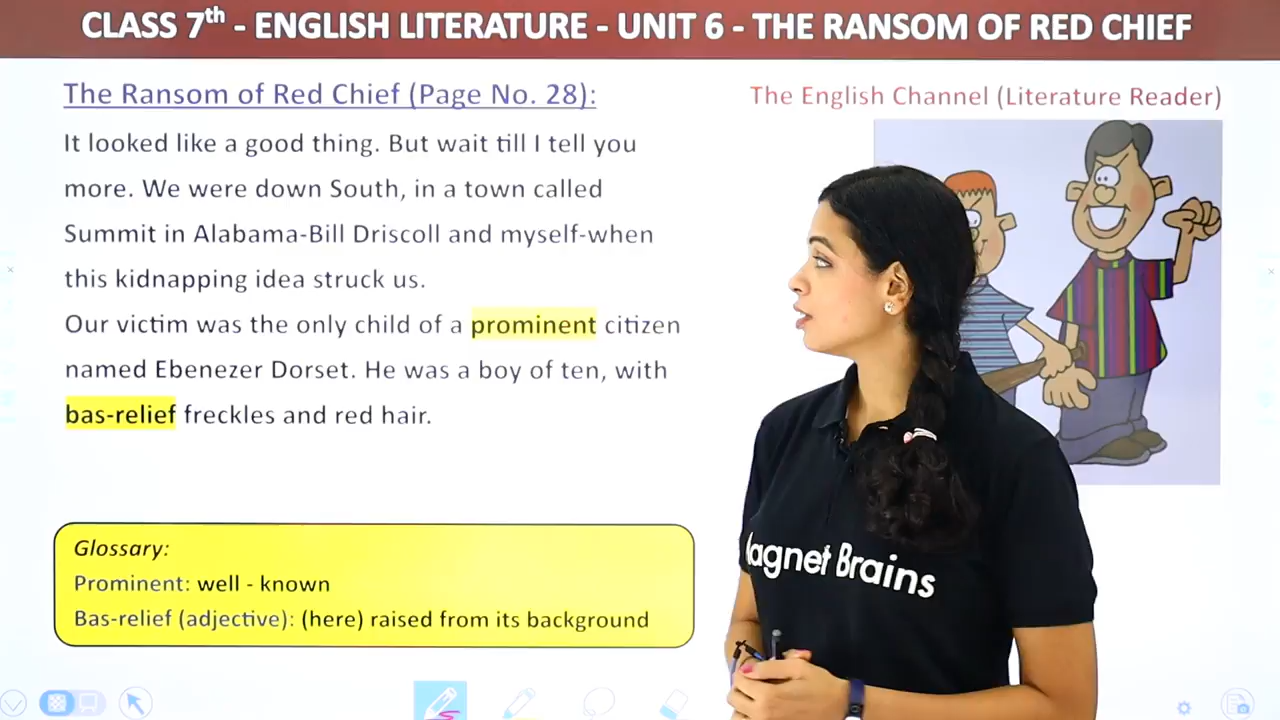 CLASS 7th - ENGLISH LITERATURE - UNIT 6 - THE RANSOM OF RED CHIEF
The Ransom of Red Chief (Page No. 28):
The English Channel (Literature Reader)
It looked like a good thing. But wait till I tell you
more. We were down South, in a town called
Summit in Alabama-Bill Driscoll and myself-when
this kidnapping idea struck us.
Our victim was the only child of a prominent citizen
named Ebenezer Dorset. He was a boy of ten, with
bas-relief freckles and red hair.
Glossary:
Prominent: well - known
Bas-relief (adjective): (here) raised from its background
Magnet Brains